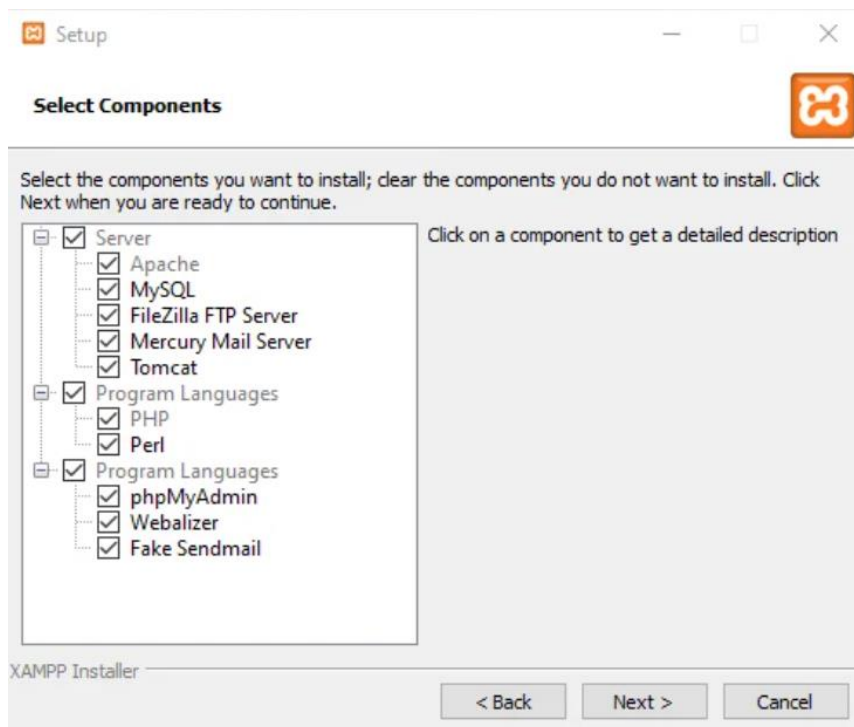 Setup
Select Components
Select the components you want to install; clear the components you do not want to install. Click
Next when you are ready to continue.
Server
Apache
MySQL
FileZilla FTP Server
Mercury Mail Server
Tomcat
Program Languages
PHP
Perl
Program Languages
phpMyAdmin
Webalizer
Fake Sendmail
Click on a component to get a detailed description
XAMPP Installer
< Back
Next >
Cancel